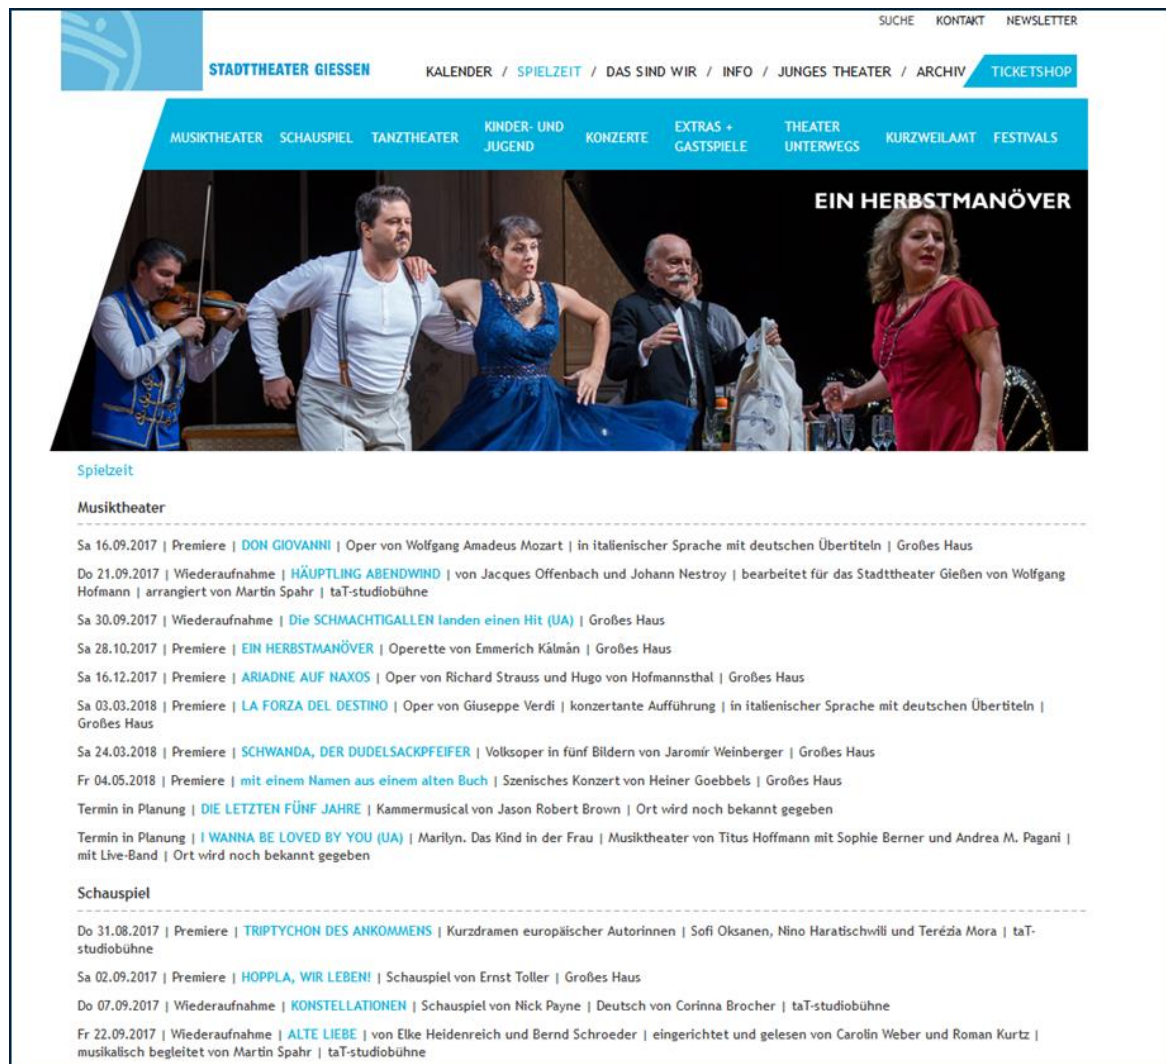 SUCHE KONTAKT NEWSLETTER
STADTTHEATER GIESSEN
KALENDER / SPIELZEIT / DAS SIND WIR / INFO / JUNGES THEATER / ARCHIV TICKETSHOP
MUSIKTHEATER SCHAUSPIEL TANZTHEATER KINDER- UND JUGEND KONZERTE EXTRAS + GASTSPIELE THEATER UNTERWEGS KURZWEILAMT FESTIVALS
EIN HERBSTMANÖVER
Spielzeit
Musiktheater
Sa 16.09.2017 | Premiere | DON GIOVANNI | Oper von Wolfgang Amadeus Mozart | in italienischer Sprache mit deutschen Übertiteln | Großes Haus
Do 21.09.2017 | Wiederaufnahme | HÄUPTLING ABENDWIND | von Jacques Offenbach und Johann Nestroy | bearbeitet für das Stadttheater Gießen von Wolfgang
Hofmann | arrangiert von Martin Spahr | taT-studiobühne
Sa 30.09.2017 | Wiederaufnahme | Die SCHMACHTIGALLEN landen einen Hit (UA) | Großes Haus
Sa 28.10.2017 | Premiere | EIN HERBSTMANÖVER | Operette von Emmerich Kálmán | Großes Haus
Sa 16.12.2017 | Premiere | ARIADNE AUF NAXOS | Oper von Richard Strauss und Hugo von Hofmannsthal | Großes Haus
Sa 03.03.2018 | Premiere | LA FORZA DEL DESTINO | Oper von Giuseppe Verdi | konzertante Aufführung | in italienischer Sprache mit deutschen Übertiteln |
Großes Haus
Sa 24.03.2018 | Premiere | SCHWANDA, DER DUDELSACKPFEIFER | Volksoper in fünf Bildern von Jaromír Weinberger | Großes Haus
Fr 04.05.2018 | Premiere | mit einem Namen aus einem alten Buch | Szenisches Konzert von Heiner Goebbels | Großes Haus
Termin in Planung | DIE LETZTEN FÜNF JAHRE | Kammermusical von Jason Robert Brown | Ort wird noch bekannt gegeben
Termin in Planung | I WANNA BE LOVED BY YOU (UA) | Marilyn. Das Kind in der Frau | Musiktheater von Titus Hoffmann mit Sophie Berner und Andrea M. Pagani |
mit Live-Band | Ort wird noch bekannt gegeben
Schauspiel
Do 31.08.2017 | Premiere | TRIPTYCHON DES ANKOMMENS | Kurzdramen europäischer Autorinnen | Sofi Oksanen, Nino Haratischwili und Terézia Mora | taT-
studiobühne
Sa 02.09.2017 | Premiere | HOPPLA, WIR LEBEN! | Schauspiel von Ernst Toller | Großes Haus
Do 07.09.2017 | Wiederaufnahme | KONSTELLATIONEN | Schauspiel von Nick Payne | Deutsch von Corinna Brocher | taT-studiobühne
Fr 22.09.2017 | Wiederaufnahme | ALTE LIEBE | von Elke Heidenreich und Bernd Schroeder | eingerichtet und gelesen von Carolin Weber und Roman Kurtz |
musikalisch begleitet von Martin Spahr | taT-studiobühne